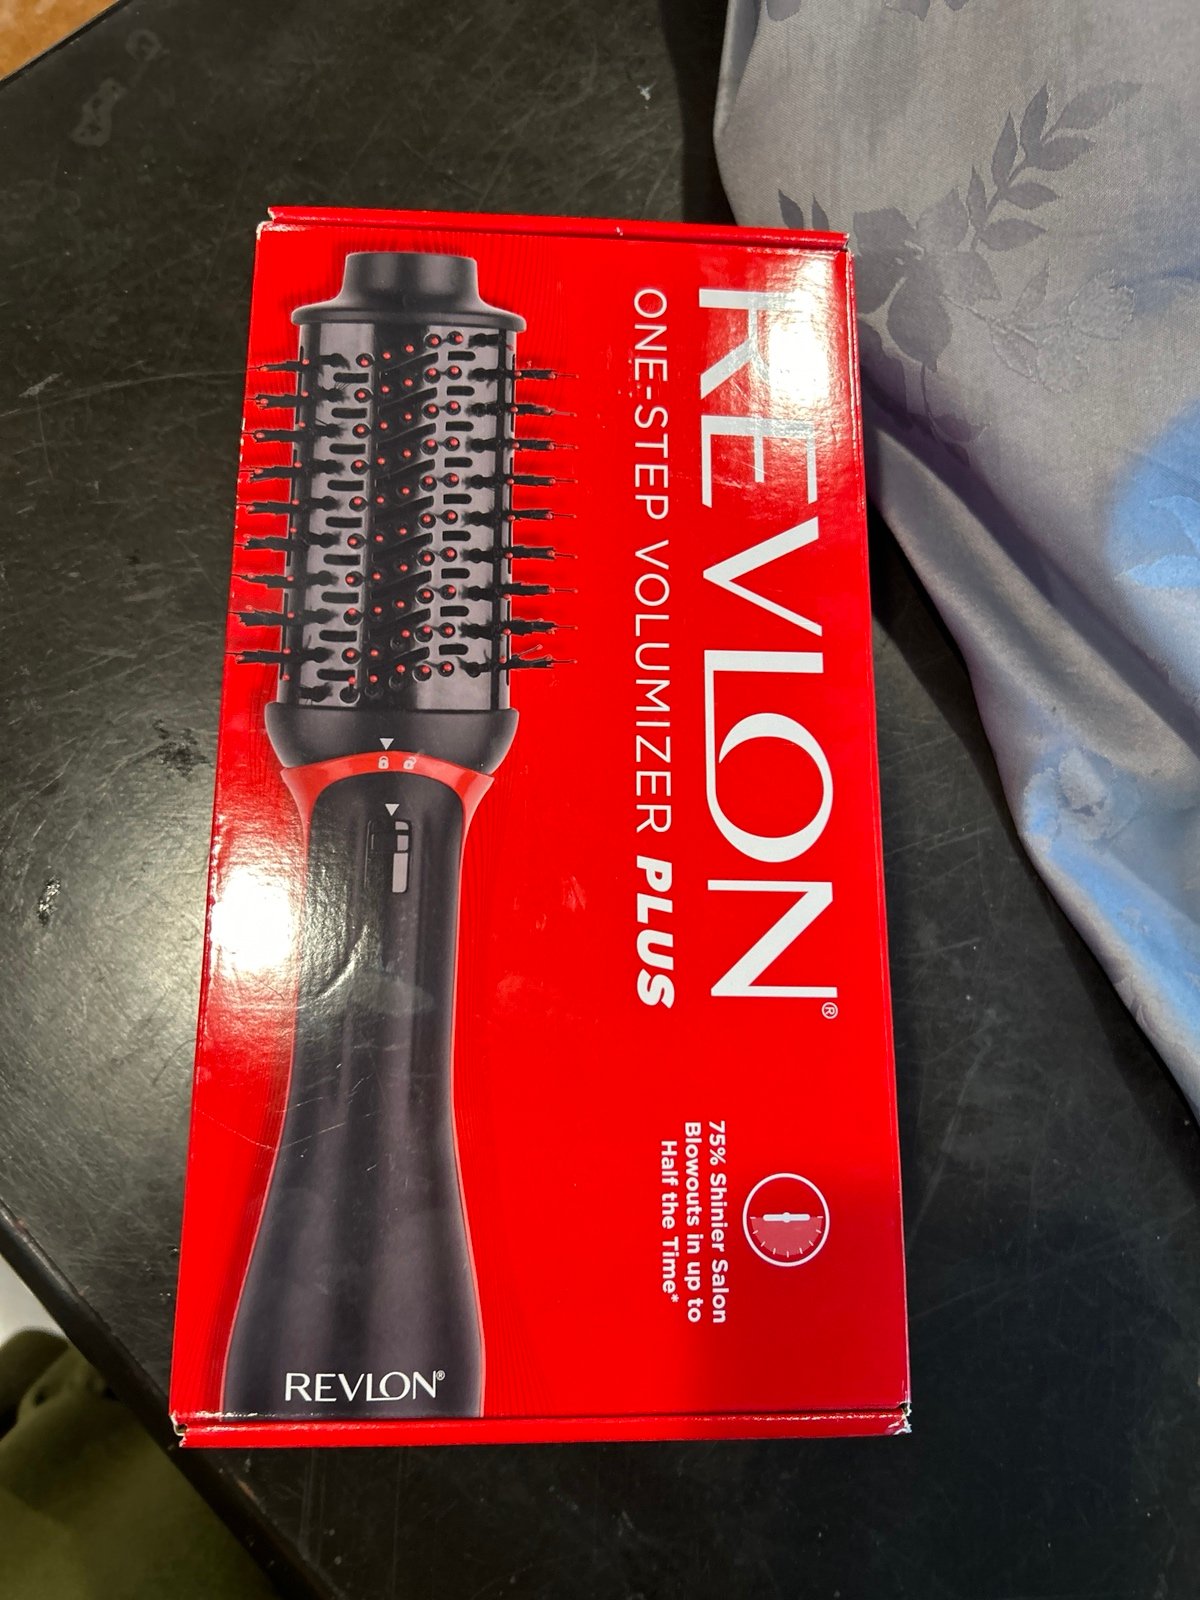 REVLON®
ONE-STEP VOLUMIZER PLUS
75% Shinier Salon
Blowouts in up to
Half the Time*
REVLON®